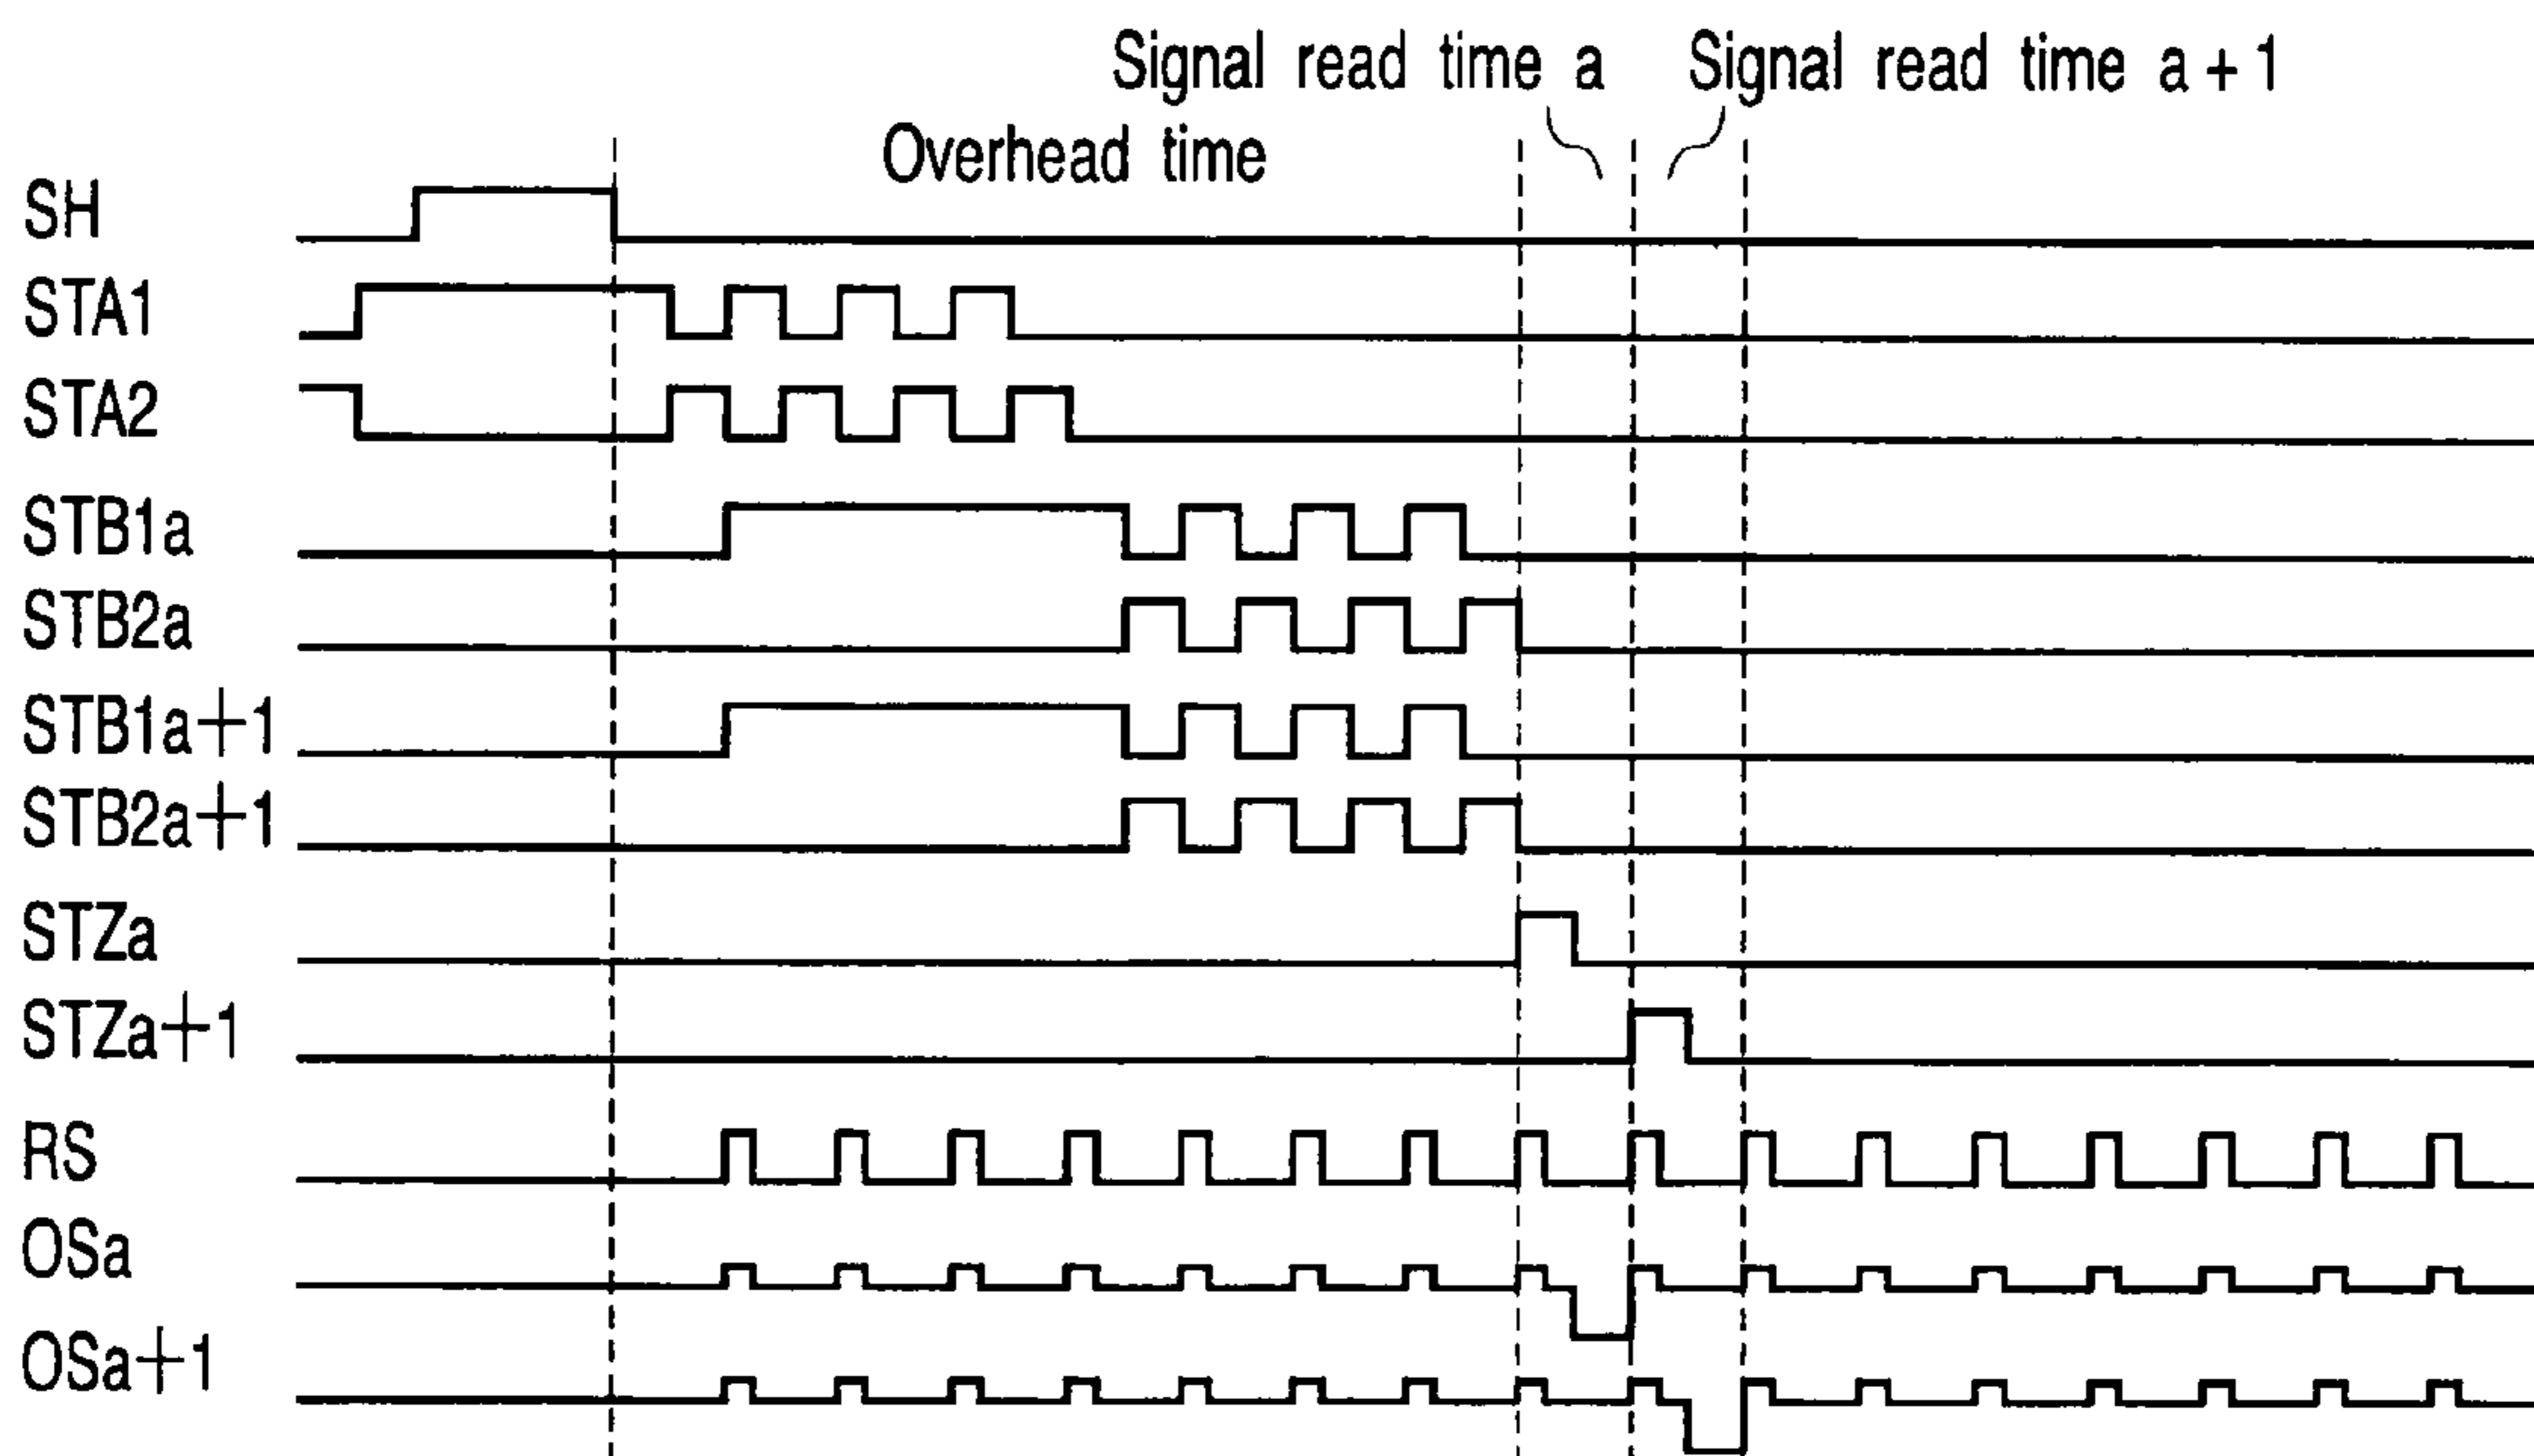 Signal read time a Signal read time a + 1
Overhead time
SH
STA1
STA2
STB1a
STB2a
STB1a+1
STB2a+1
STZa
STZa+1
RS
OSa
OSa+1